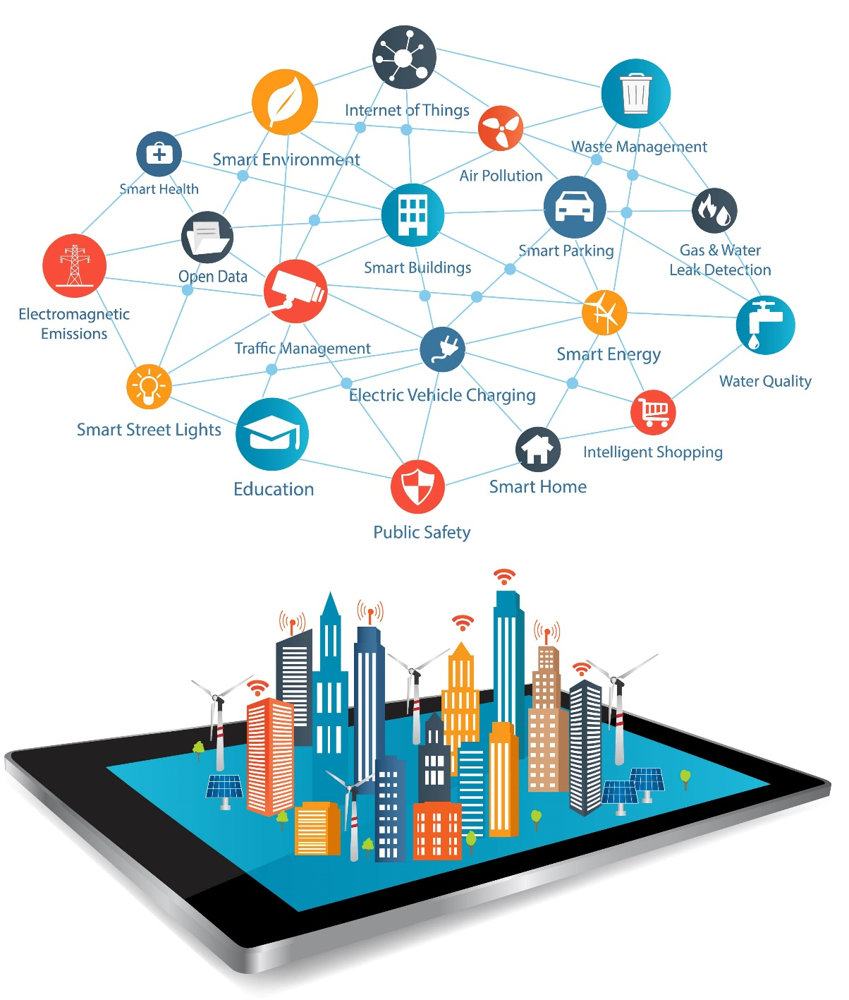 Internet of Things
Waste Management
Smart Environment
Air Pollution
Smart Health
Smart Parking
Gas & Water
Leak Detection
Smart Buildings
Open Data
Electromagnetic
Emissions
Traffic Management
Smart Energy
Water Quality
Electric Vehicle Charging
Smart Street Lights
Intelligent Shopping
Education
Smart Home
Public Safety